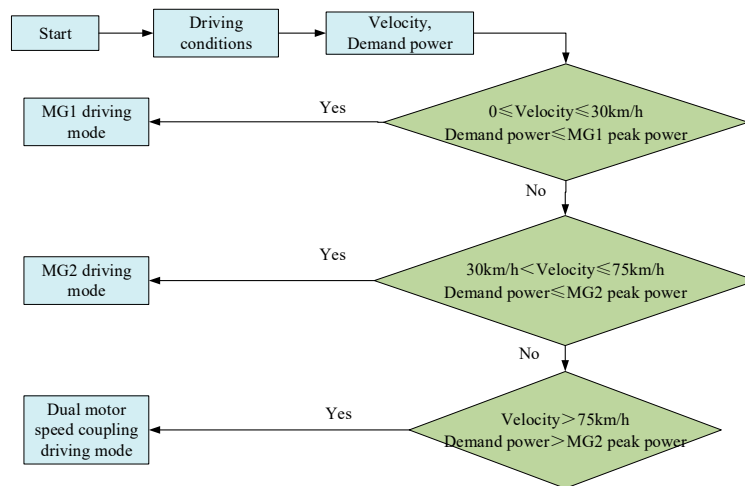 Start
Driving
conditions
Velocity,
Demand power
0≤Velocity≤30km/h
Demand power≤MG1 peak power
Yes
MG1 driving
mode
No
30km/h<Velocity≤75km/h
Demand power≤MG2 peak power
Yes
MG2 driving
mode
No
Velocity>75km/h
Demand power>MG2 peak power
Yes
Dual motor
speed coupling
driving mode